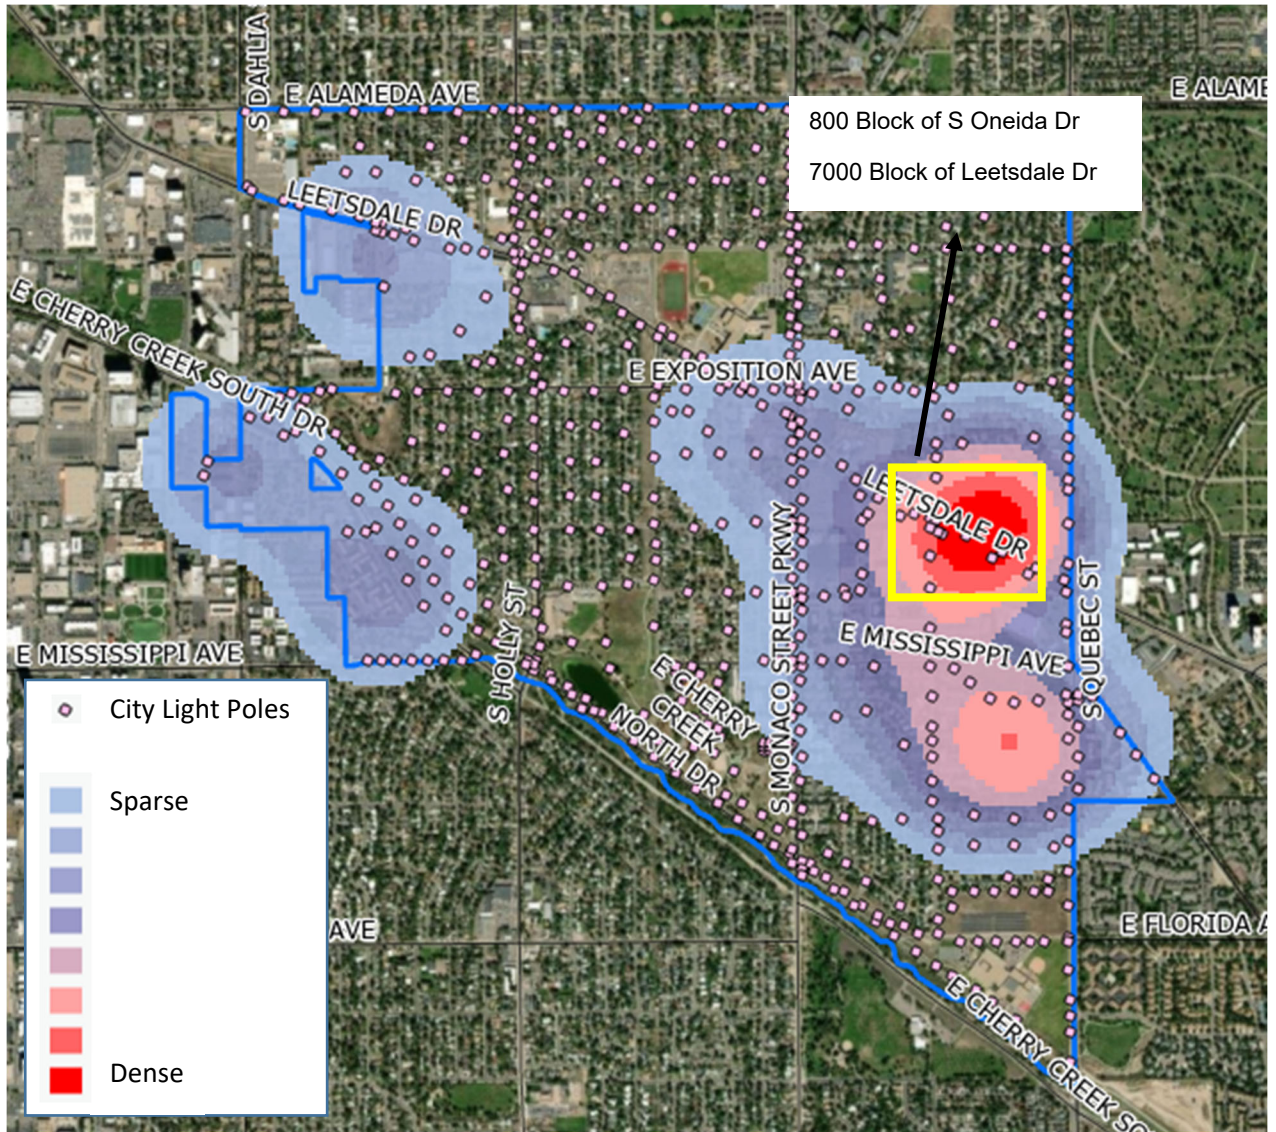 S DAHLIA
E ALAMEDA AVE
E ALAME
800 Block of S Oneida Dr
7000 Block of Leetsdale Dr
LEETSDALE DR
E CHERRY CREEK SOUTH DR
E EXPOSITION AVE
LEETSDALE DR
S MONACO STREET PKWY
S QUEBEC ST
E MISSISSIPPI AVE
E MISSISSIPPI AVE
S HOLLY ST
E CHERRY
CREEK
NORTH DR
City Light Poles
Sparse
Dense
AVE
E FLORIDA A
E CHERRY CREEK SO